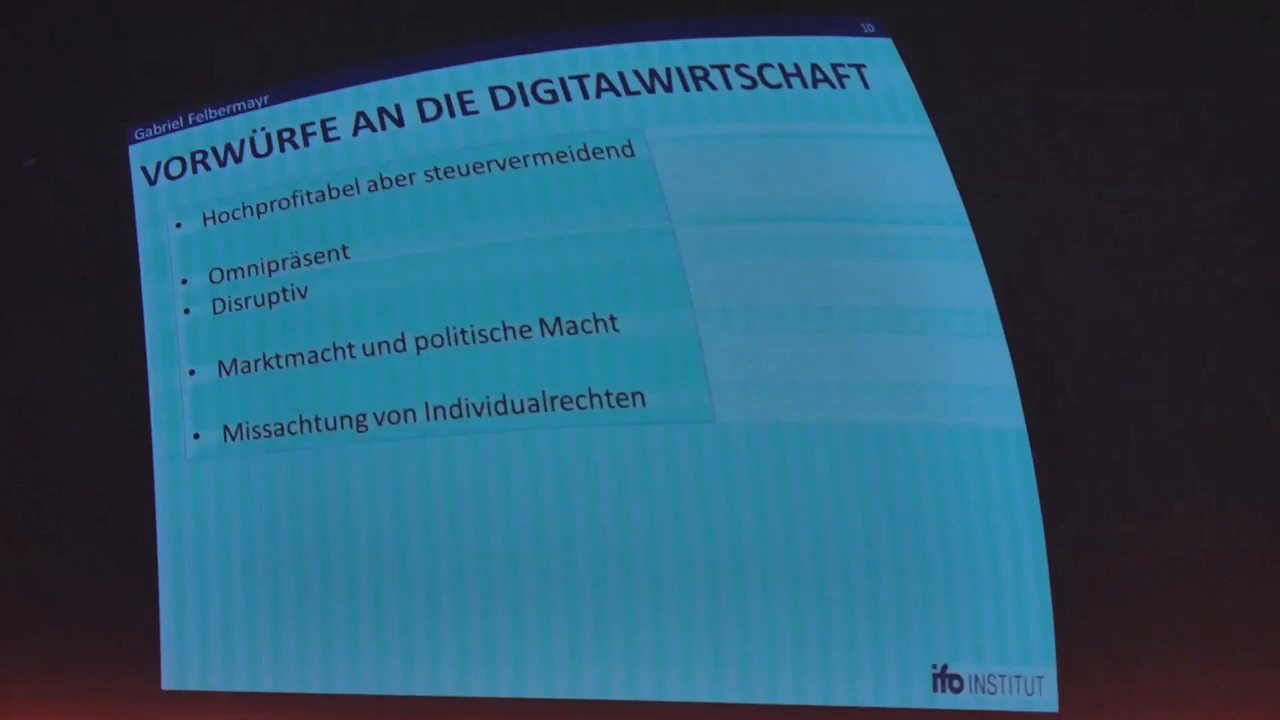 10
Gabriel Felbermayr
VORWÜRFE AN DIE DIGITALWIRTSCHAFT
• Hochprofitabel aber steuervermeidend
• Omnipräsent
• Disruptiv
• Marktmacht und politische Macht
• Missachtung von Individualrechten
ifo INSTITUT